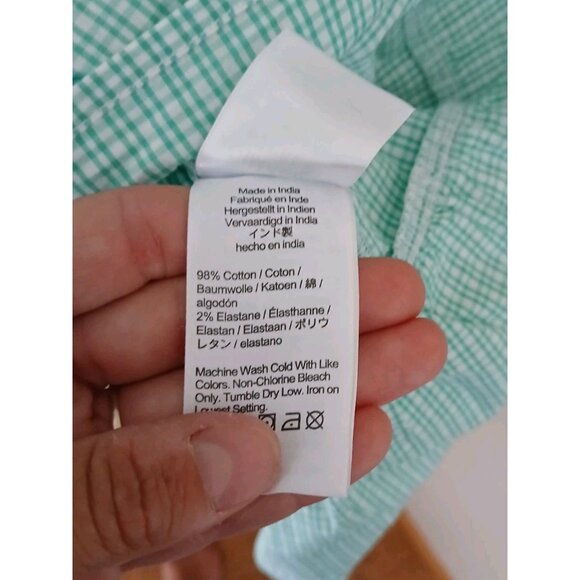 Made in India
Fabriqué en Inde
Hergestellt in Indien
Vervaardigd in India
インド製
hecho en india
98% Cotton / Coton /
Baumwolle / Katoen / 綿 /
algodón
2% Elastane / Élasthanne /
Elastan / Elastaan / ポリウ
レタン / elastano
Machine Wash Cold With Like
Colors. Non-Chlorine Bleach
Only. Tumble Dry Low. Iron on
Lowest Setting.